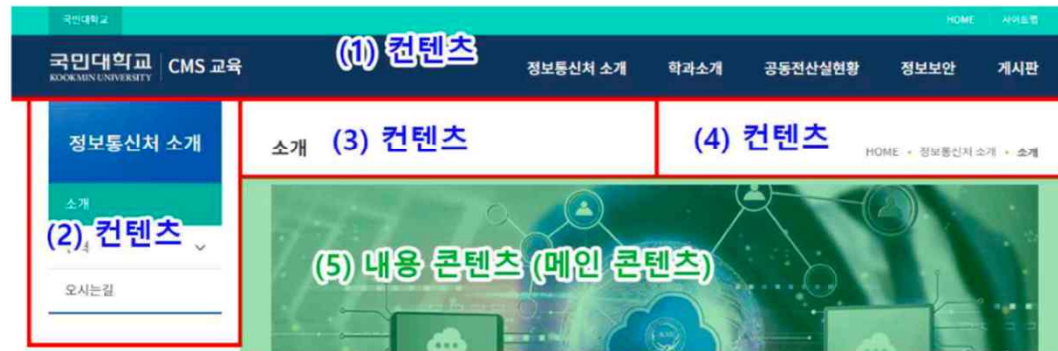 국민대학교 HOME 사이트맵
국민대학교 KOOKMIN UNIVERSITY CMS 교육 (1) 컨텐츠 정보통신처 소개 학과소개 공동전산실현황 정보보안 게시판
정보통신처 소개
소개
(2) 컨텐츠
오시는길
소개 (3) 컨텐츠
(4) 컨텐츠
HOME • 정보통신처 소개 • 소개
(5) 내용 콘텐츠 (메인 콘텐츠)